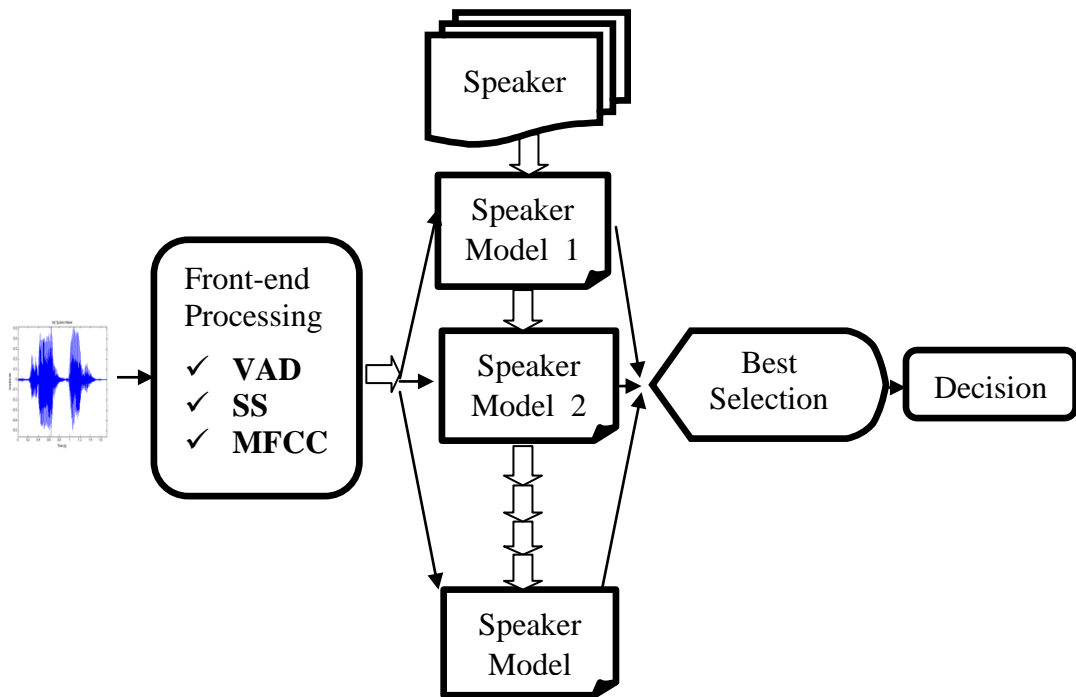 Speaker
Speaker
Model 1
Front-end
Processing
✓ VAD
✓ SS
✓ MFCC
Speaker
Model 2
Best
Selection
Decision
Speaker
Model